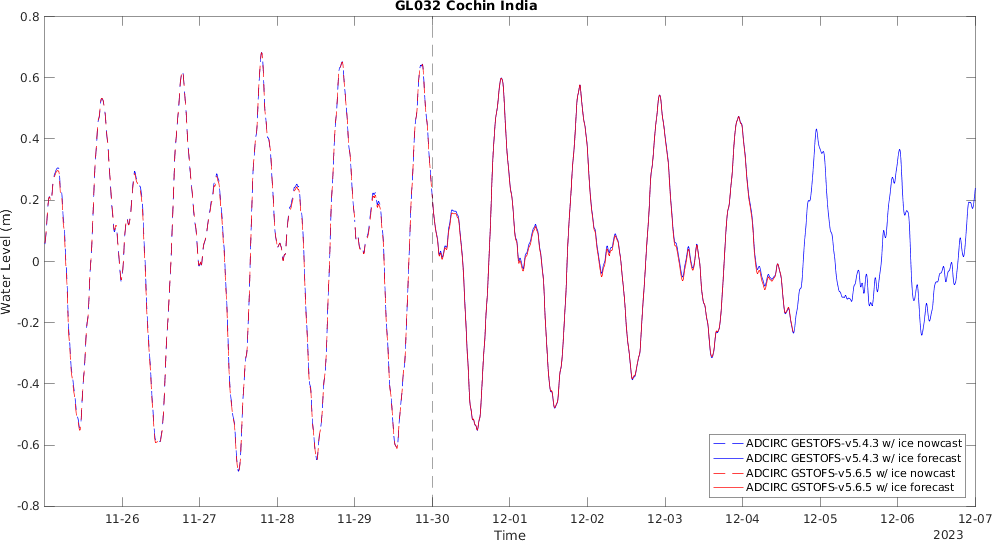 GL032 Cochin India
0.8
0.6
0.4
0.2
0
-0.2
-0.4
-0.6
-0.8
Water Level (m)
11-26 11-27 11-28 11-29 11-30 12-01 12-02 12-03 12-04 12-05 12-06 12-07
Time
2023
ADCIRC GESTOFS-v5.4.3 w/ ice nowcast
ADCIRC GESTOFS-v5.4.3 w/ ice forecast
ADCIRC GSTOFS-v5.6.5 w/ ice nowcast
ADCIRC GSTOFS-v5.6.5 w/ ice forecast